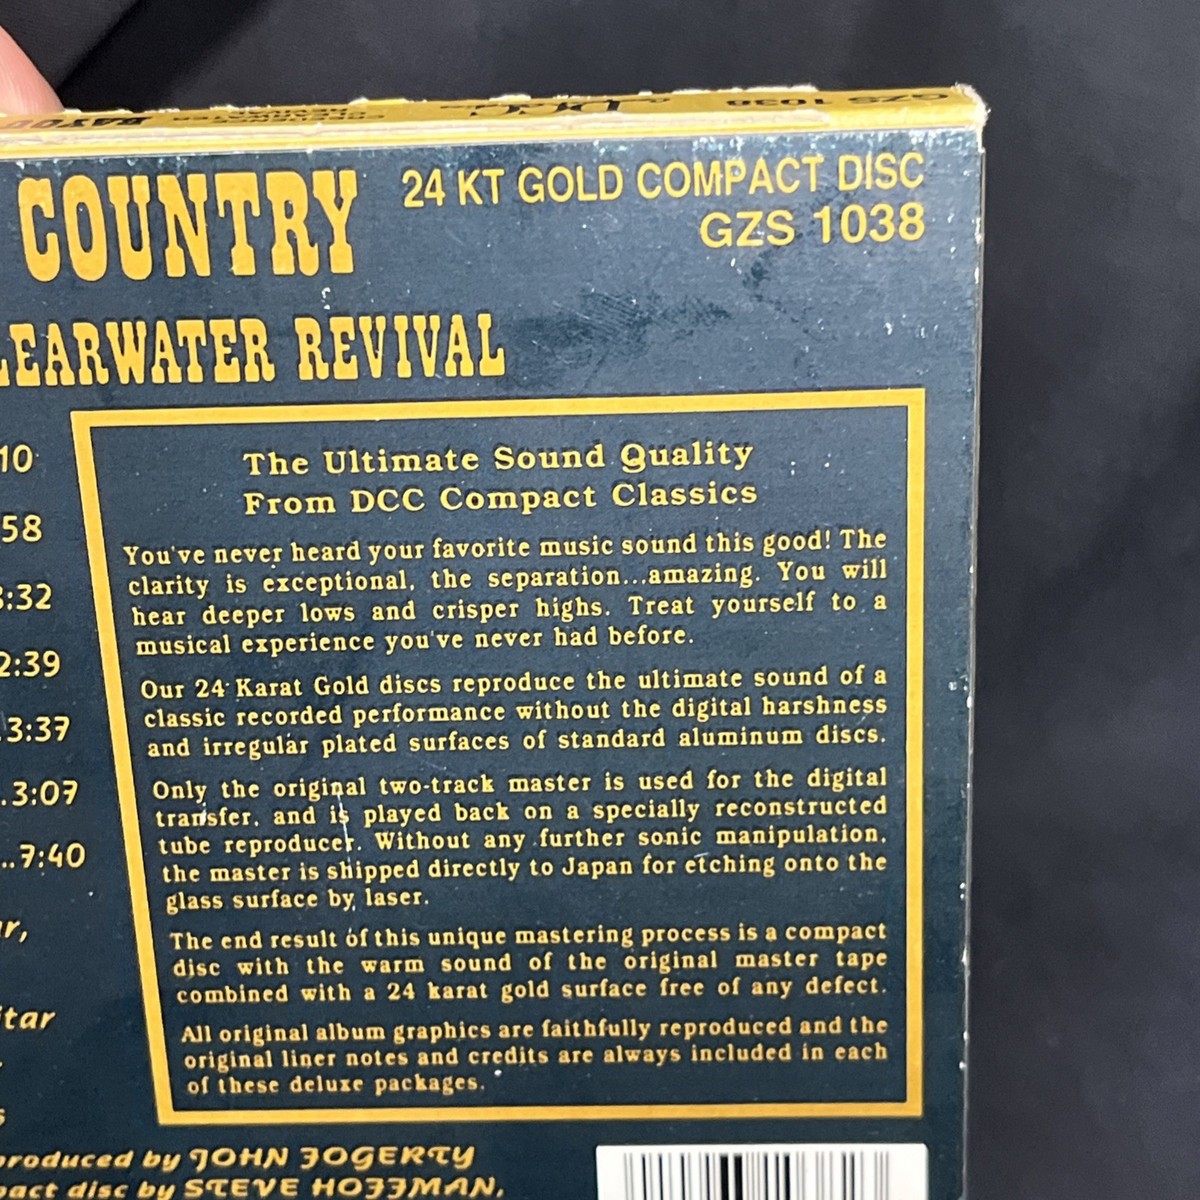 GZS 1038
DCC
CREEDENCE
CLEARWATER
REVIVAL
BAYOU
COUNTRY
24 KT GOLD COMPACT DISC
GZS 1038
LEARWATER REVIVAL
10
58
3:32
2:39
.3:37
.3:07
..7:40
r,
itar
s
The Ultimate Sound Quality
From DCC Compact Classics
You've never heard your favorite music sound this good! The
clarity is exceptional, the separation...amazing. You will
hear deeper lows and crisper highs. Treat yourself to a
musical experience you've never had before.
Our 24 Karat Gold discs reproduce the ultimate sound of a
classic recorded performance without the digital harshness
and irregular plated surfaces of standard aluminum discs.
Only the original two-track master is used for the digital
transfer, and is played back on a specially reconstructed
tube reproducer. Without any further sonic manipulation,
the master is shipped directly to Japan for etching onto the
glass surface by laser.
The end result of this unique mastering process is a compact
disc with the warm sound of the original master tape
combined with a 24 karat gold surface free of any defect.
All original album graphics are faithfully reproduced and the
original liner notes and credits are always included in each
of these deluxe packages.
produced by JOHN FOGERTY
pact disc by STEVE HOFFMAN,